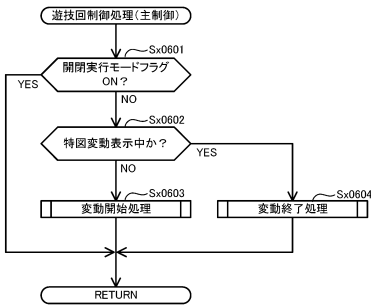 遊技回制御処理(主制御)
Sx0601
開閉実行モードフラグ
ON?
YES
NO
Sx0602
特図変動表示中か?
YES
NO
Sx0603
変動開始処理
Sx0604
変動終了処理
RETURN